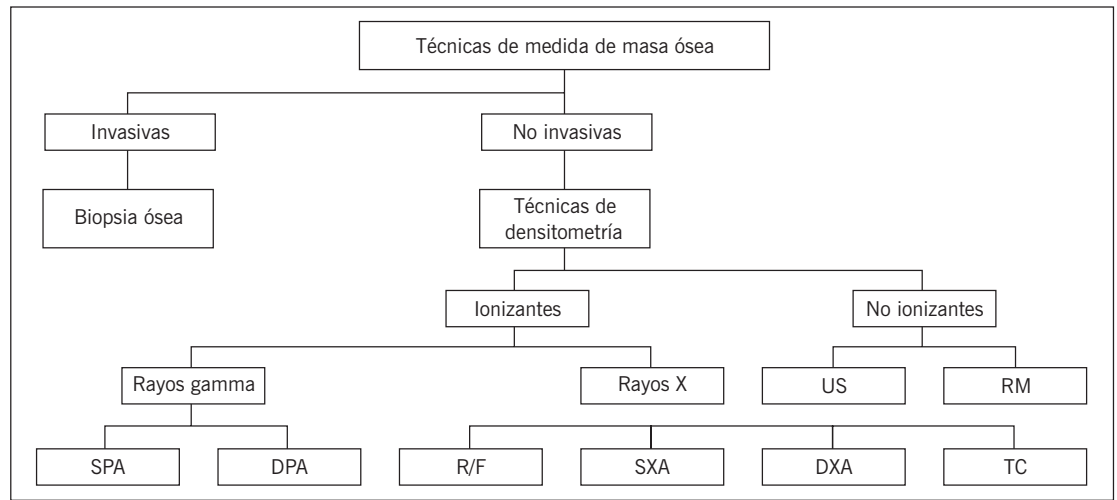 Técnicas de medida de masa ósea
Invasivas
No invasivas
Biopsia ósea
Técnicas de
densitometría
Ionizantes
No ionizantes
Rayos gamma
Rayos X
US
RM
SPA
DPA
R/F
SXA
DXA
TC